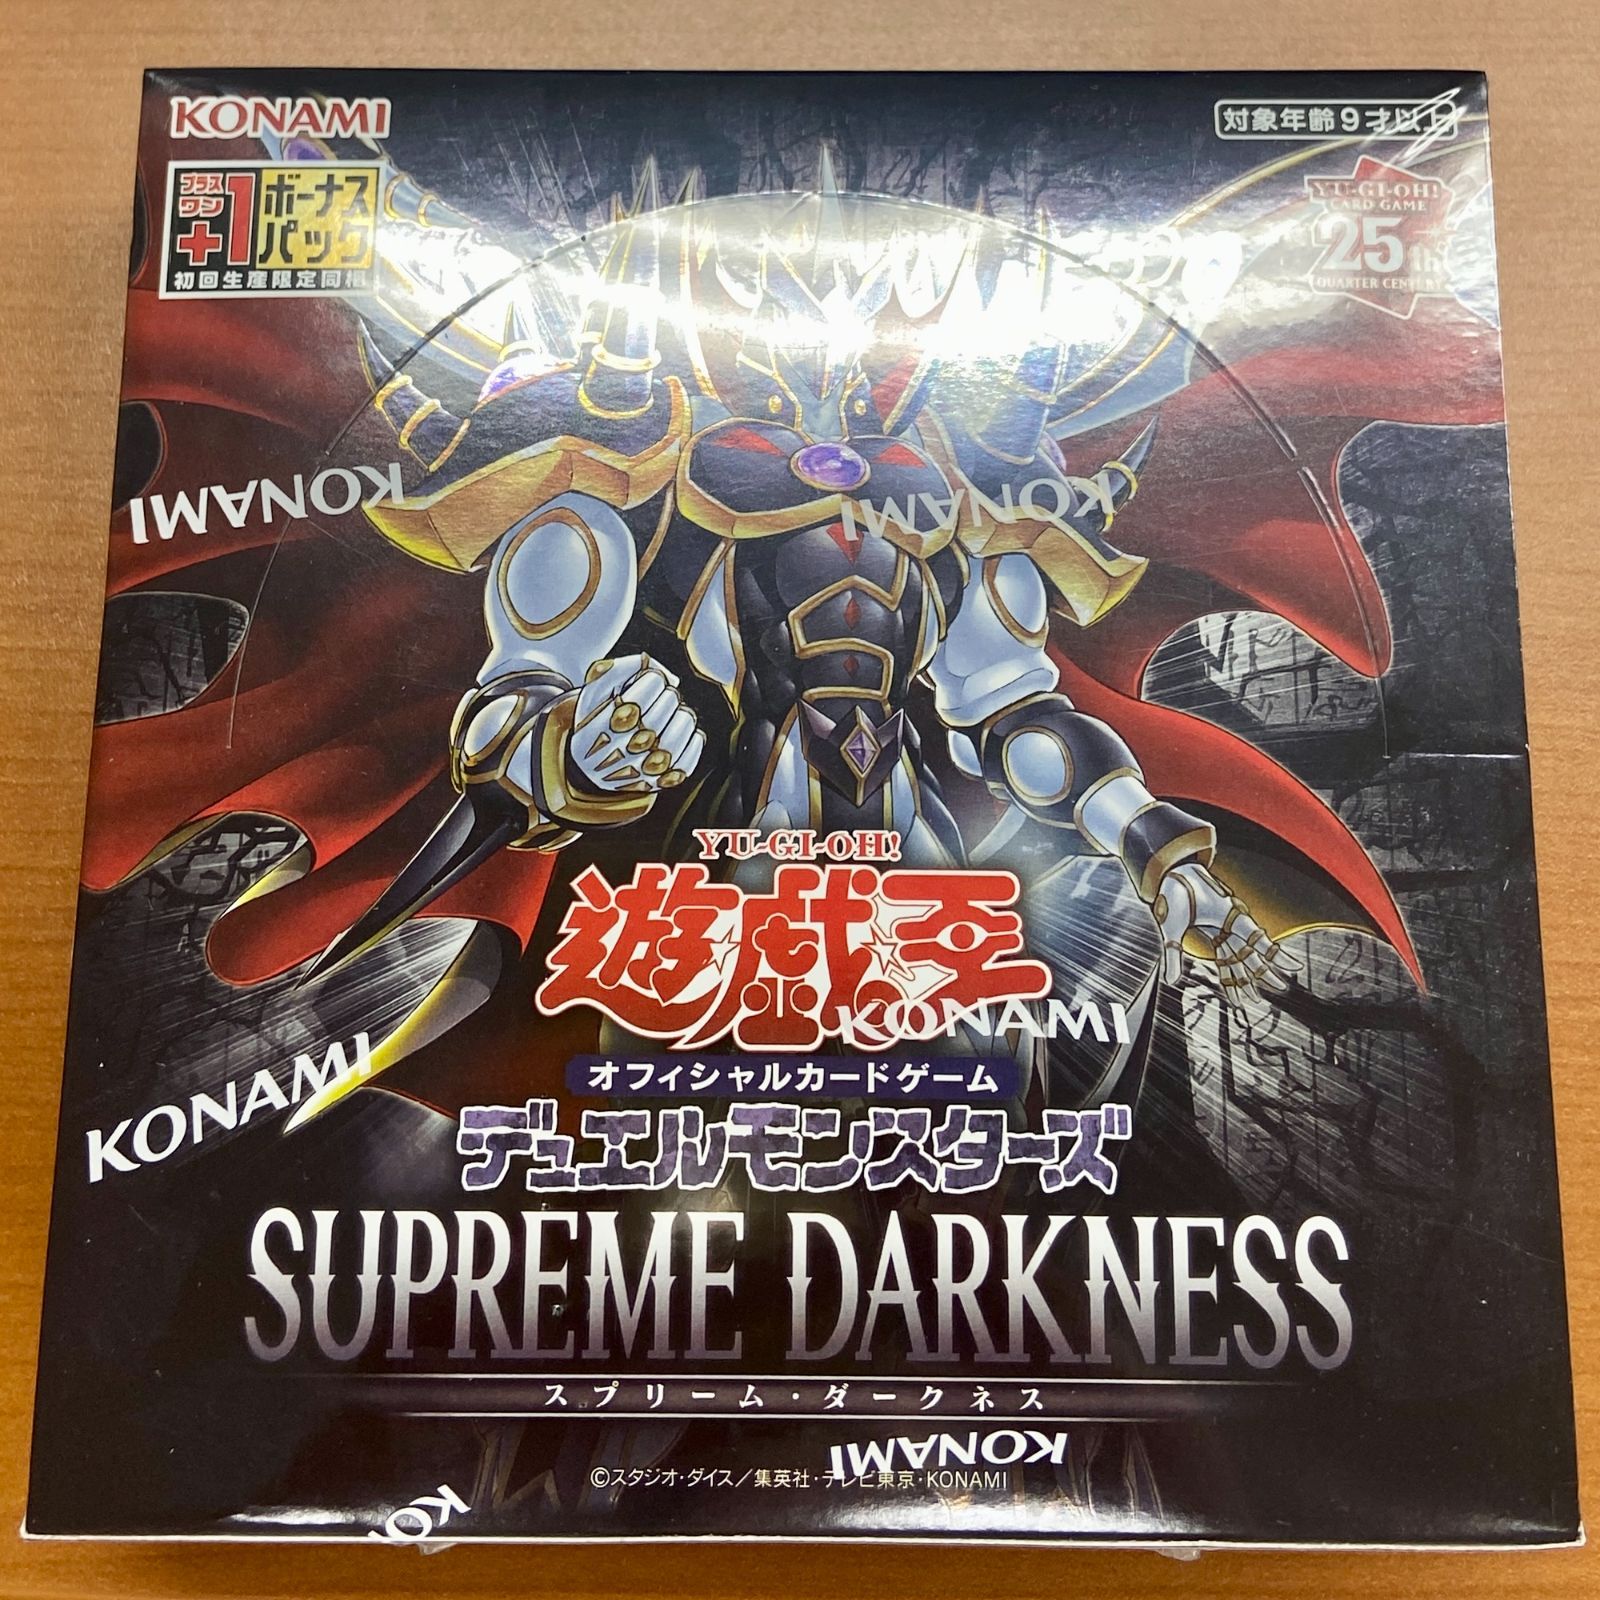 KONAMI
対象年齢9才以上
プラス
ワン
+1
ボーナス
パック
初回生産限定同梱
YU-GI-OH!
CARD GAME
25th
QUARTER CENTURY
KONAMI
KONAMI
YU-GI-OH!
遊☆戯☆王
KONAMI
オフィシャルカードゲーム
KONAMI
デュエルモンスターズ
SUPREME DARKNESS
スプリーム・ダークネス
KONAMI
©スタジオ・ダイス／集英社・テレビ東京・KONAMI
KO